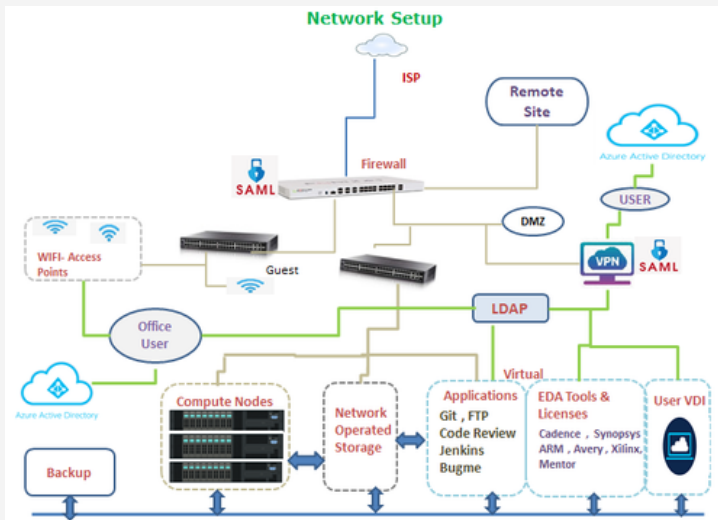 Network Setup
ISP
Remote
Site
Azure Active Directory
Firewall
SAML
USER
DMZ
WIFI- Access
Points
Guest
VPN
SAML
LDAP
Office
User
Azure Active Directory
Virtual
Compute Nodes
Network
Operated
Storage
Applications
Git , FTP
Code Review
Jenkins
Bugme
EDA Tools &
Licenses
Cadence , Synopsys
ARM , Avery , Xilinx,
Mentor
User VDI
Backup